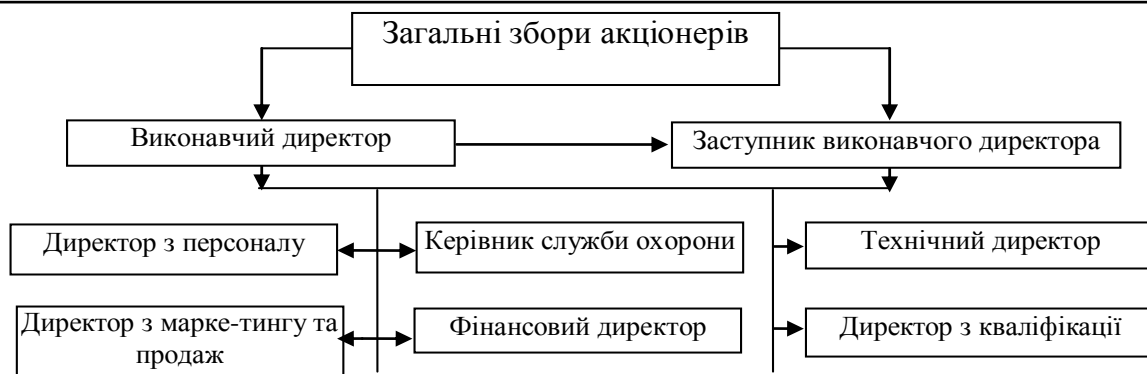 Загальні збори акціонерів
Виконавчий директор
Заступник виконавчого директора
Директор з персоналу
Керівник служби охорони
Технічний директор
Директор з марке-тингу та
продаж
Фінансовий директор
Директор з кваліфікації